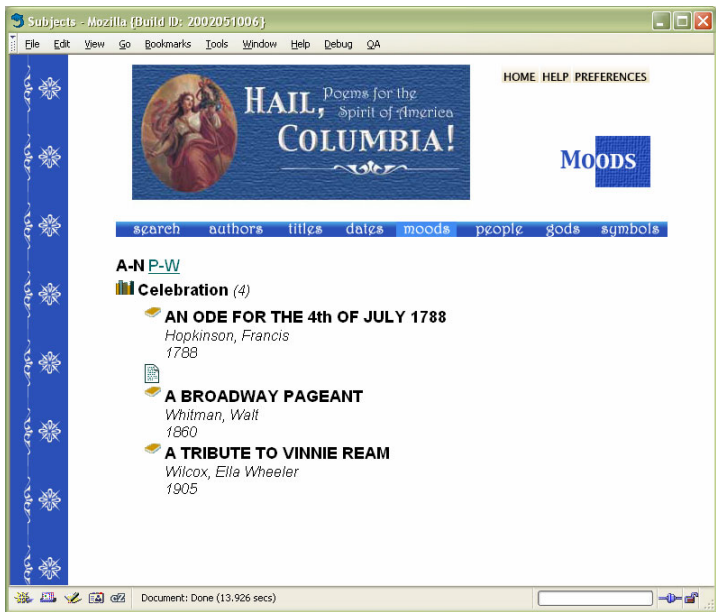 Subjects - Mozilla {Build ID: 2002051006}
File Edit View Go Bookmarks Tools Window Help Debug QA
HOME HELP PREFERENCES
HAIL, Poems for the
Spirit of America
COLUMBIA!
MOODS
search authors titles dates moods people gods symbols
A-N P-W
Celebration (4)
AN ODE FOR THE 4th OF JULY 1788
Hopkinson, Francis
1788
A BROADWAY PAGEANT
Whitman, Walt
1860
A TRIBUTE TO VINNIE REAM
Wilcox, Ella Wheeler
1905
Document: Done (13.926 secs)